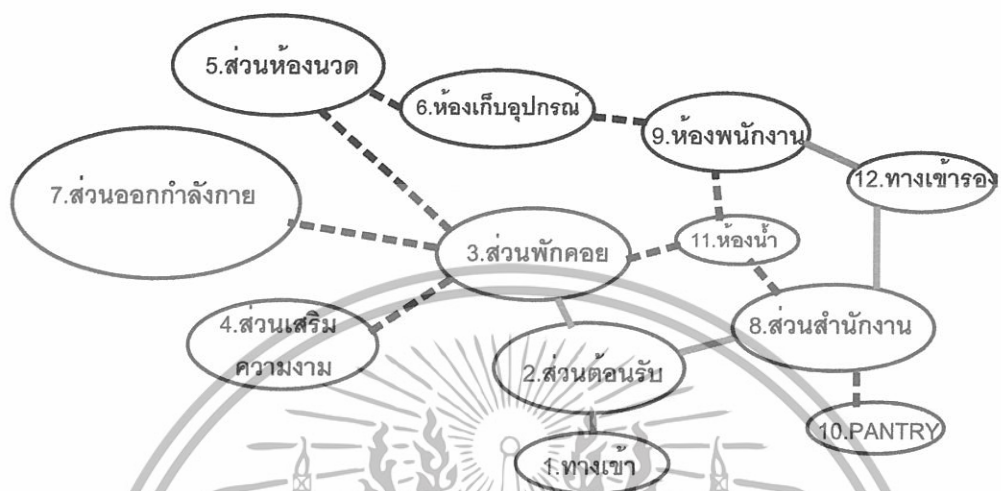 5.ส่วนห้องนวด
6.ห้องเก็บอุปกรณ์
9.ห้องพนักงาน
7.ส่วนออกกำลังกาย
12.ทางเข้ารอง
3.ส่วนพักคอย
11.ห้องน้ำ
4.ส่วนเสริม
ความงาม
8.ส่วนสำนักงาน
2.ส่วนต้อนรับ
10.PANTRY
1.ทางเข้า